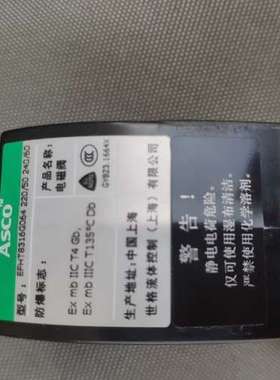 ASCO
型号：EFHT8316G064 220/50 240/60
产品名称：
电磁阀
GYB23.1664X
防爆标志：
Ex mb IIC T4 Gb,
Ex mb IIIC T135℃ Db
生产地址：中国上海
世格流体控制（上海）有限公司
警告！
静电电荷危险。
仅可使用湿布清洁。
严禁使用化学溶剂。